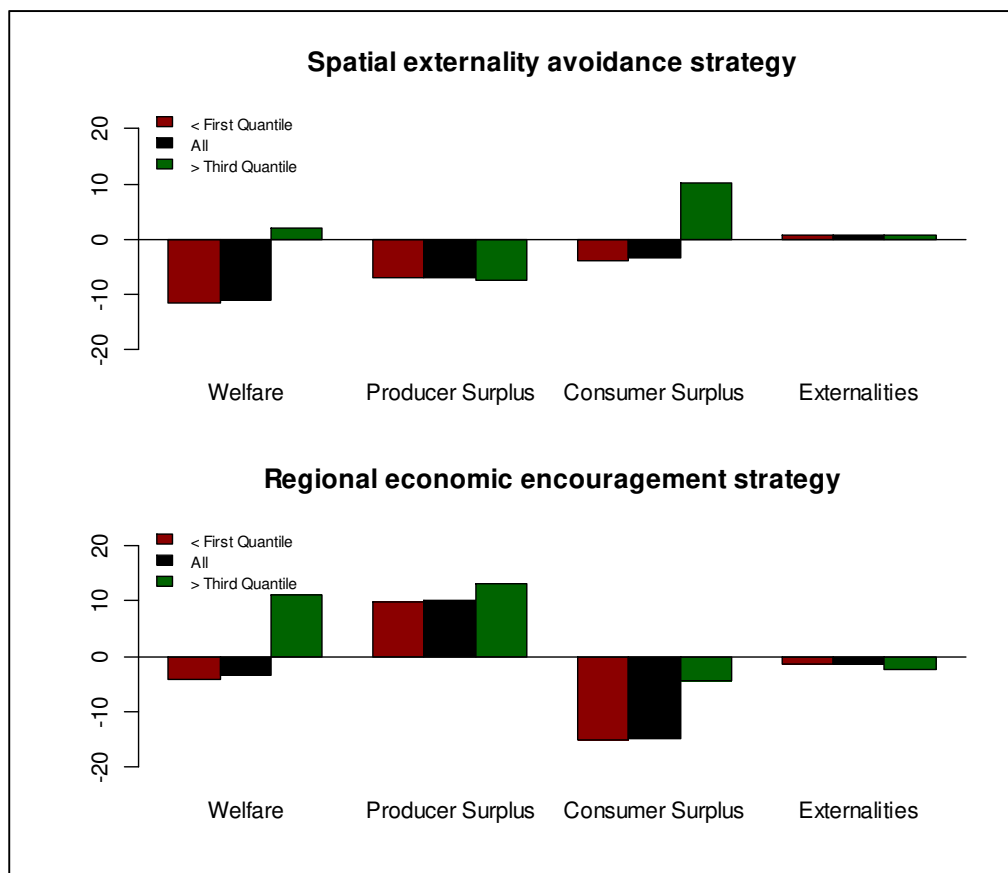 Spatial externality avoidance strategy
< First Quantile
All
> Third Quantile
20
10
0
-10
-20
Welfare Producer Surplus Consumer Surplus Externalities
Regional economic encouragement strategy
< First Quantile
All
> Third Quantile
20
10
0
-10
-20
Welfare Producer Surplus Consumer Surplus Externalities